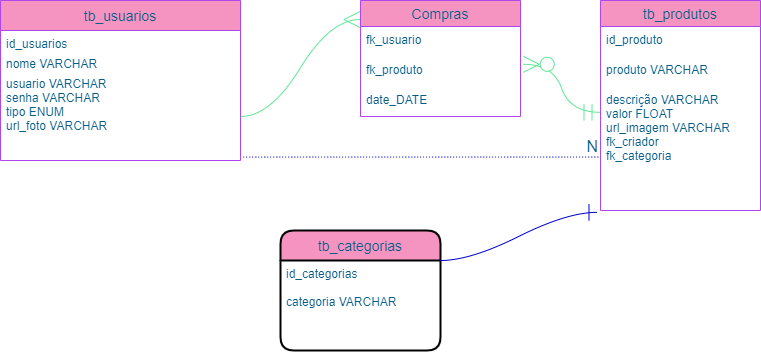 tb_usuarios
id_usuarios
nome VARCHAR
usuario VARCHAR
senha VARCHAR
tipo ENUM
url_foto VARCHAR
Compras
fk_usuario
fk_produto
date_DATE
tb_produtos
id_produto
produto VARCHAR
descrição VARCHAR
valor FLOAT
url_imagem VARCHAR
fk_criador
fk_categoria
N
tb_categorias
id_categorias
categoria VARCHAR